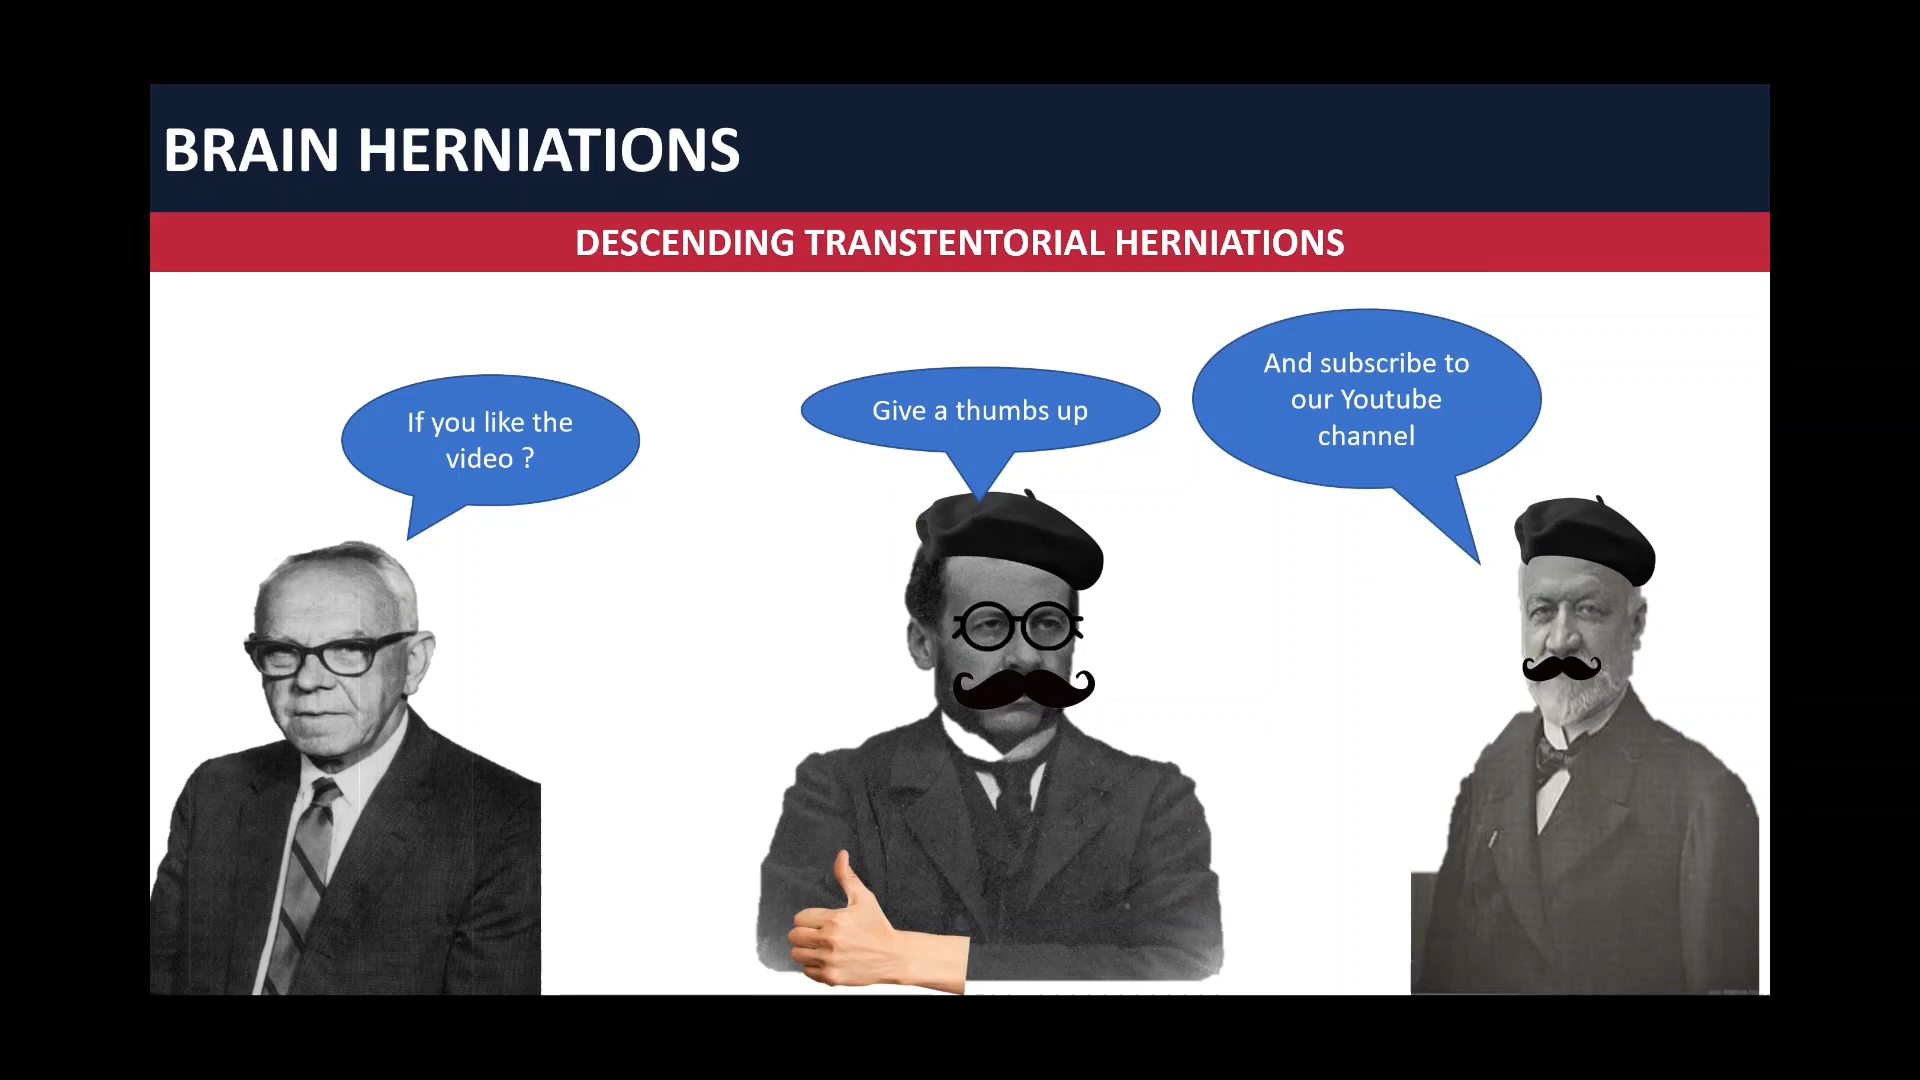 BRAIN HERNIATIONS
DESCENDING TRANSTENTORIAL HERNIATIONS
If you like the
video ?
Give a thumbs up
And subscribe to
our Youtube
channel